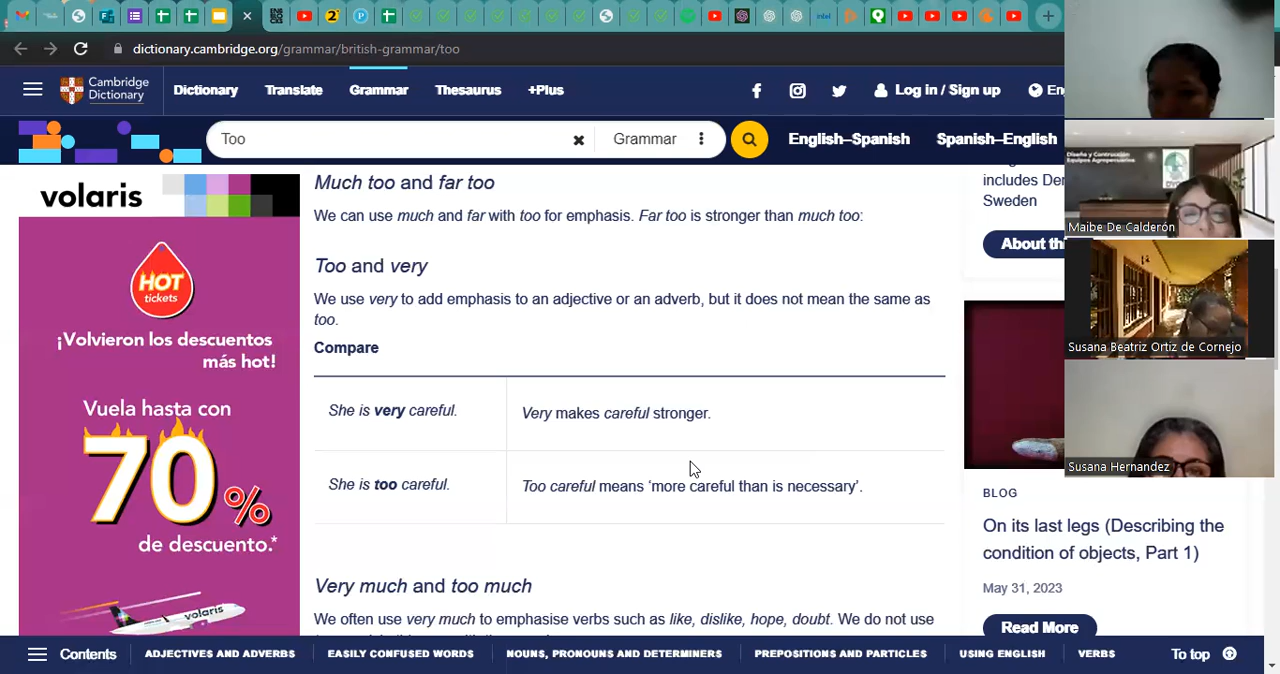 dictionary.cambridge.org/grammar/british-grammar/too
Cambridge
Dictionary
Dictionary
Translate
Grammar
Thesaurus
+Plus
Log in / Sign up
En
Too
Grammar
English–Spanish
Spanish–English
volaris
HOT
tickets
¡Volvieron los descuentos
más hot!
Vuela hasta con
70%
de descuento.*
Much too and far too
We can use much and far with too for emphasis. Far too is stronger than much too:
Too and very
We use very to add emphasis to an adjective or an adverb, but it does not mean the same as
too.
Compare
She is very careful.
Very makes careful stronger.
She is too careful.
Too careful means ‘more careful than is necessary’.
Very much and too much
We often use very much to emphasise verbs such as like, dislike, hope, doubt. We do not use
includes Den
Sweden
About thi
BLOG
On its last legs (Describing the
condition of objects, Part 1)
May 31, 2023
Read More
Diseño y Contrucción
Equipos Agropercuarios
Maibe De Calderón
Susana Beatriz Ortiz de Cornejo
Susana Hernandez
Contents
ADJECTIVES AND ADVERBS
EASILY CONFUSED WORDS
NOUNS, PRONOUNS AND DETERMINERS
PREPOSITIONS AND PARTICLES
USING ENGLISH
VERBS
To top